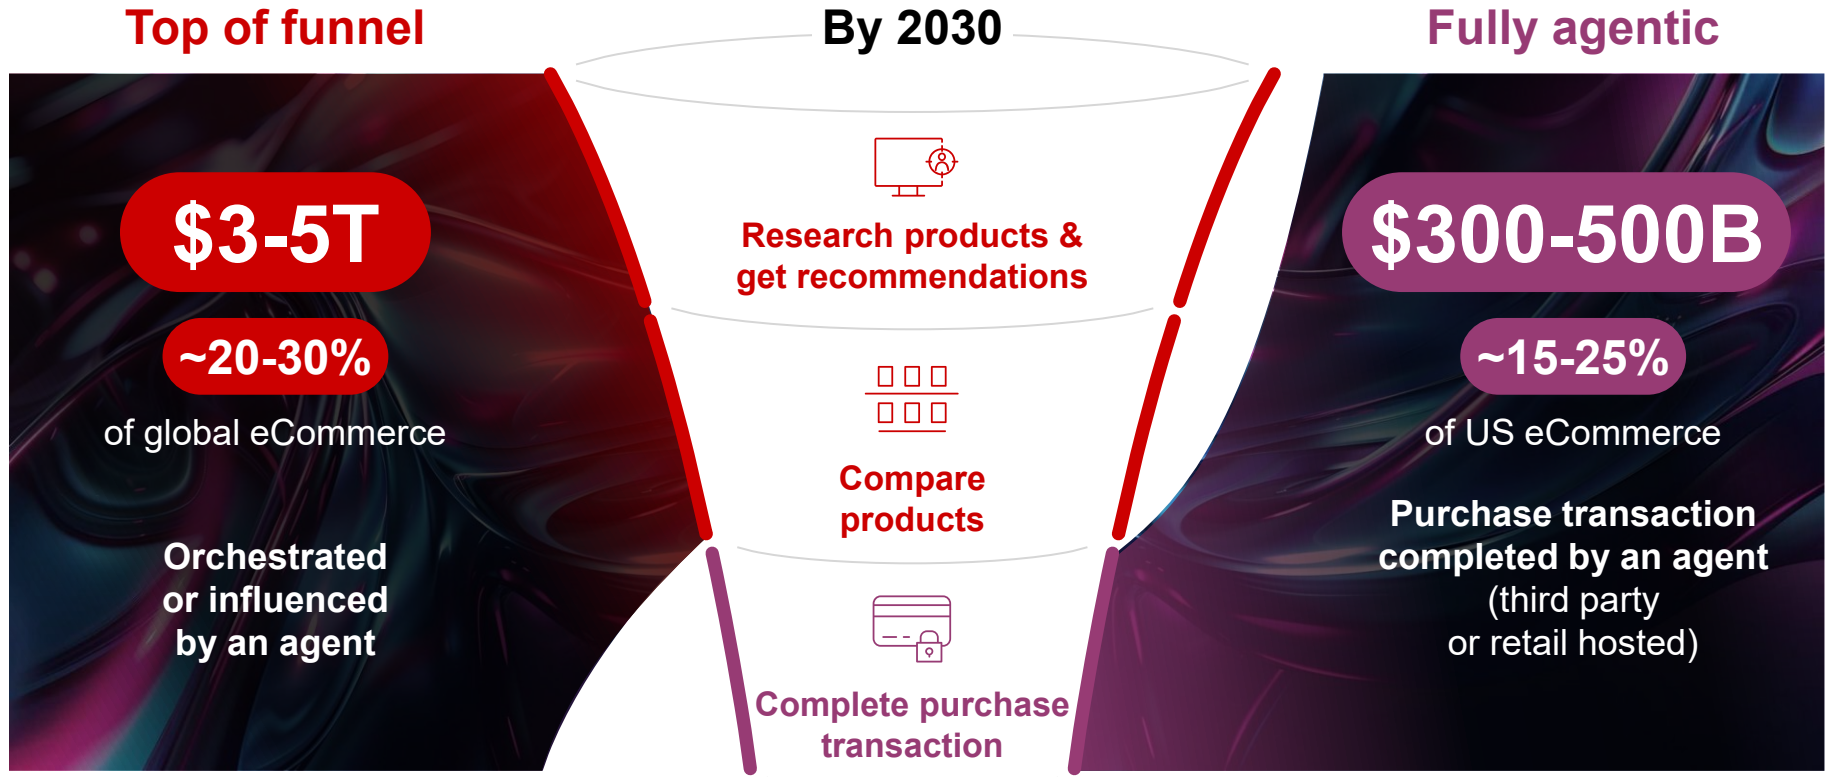 Top of funnel
$3-5T
~20-30%
of global eCommerce
Orchestrated
or influenced
by an agent
By 2030
Research products &
get recommendations
Compare
products
Complete purchase
transaction
Fully agentic
$300-500B
~15-25%
of US eCommerce
Purchase transaction
completed by an agent
(third party
or retail hosted)